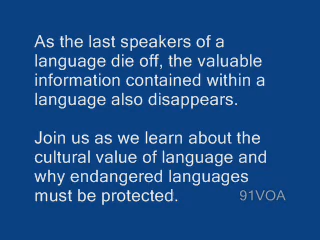 As the last speakers of a
language die off, the valuable
information contained within a
language also disappears.
Join us as we learn about the
cultural value of language and
why endangered languages
must be protected.
91VOA